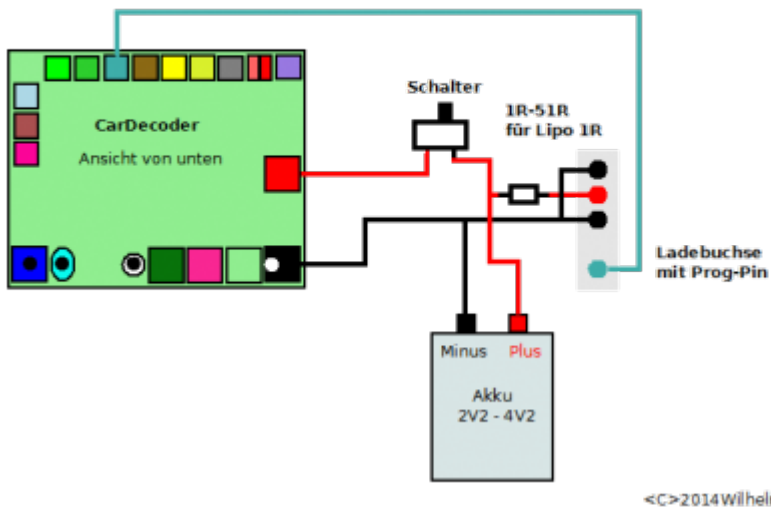 Schalter
1R-51R
für Lipo 1R
CarDecoder
Ansicht von unten
Ladebuchse
mit Prog-Pin
Minus Plus
Akku
2V2 - 4V2
<C>2014Wilhelm